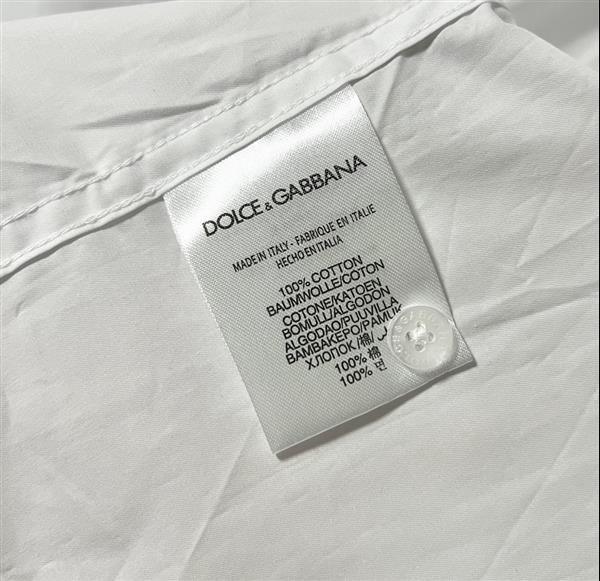 DOLCE & GABBANA
MADE IN ITALY - FABRIQUE EN ITALIE
HECHO EN ITALIA
100% COTTON
BAUMWOLLE/COTON
COTONE/KATOEN
BOMULL/ALGODON
ALGODAO/PUUVILLA
BAMBAKEPO/PAMUK
ХЛОПОК/棉/
100% 棉
100% 면